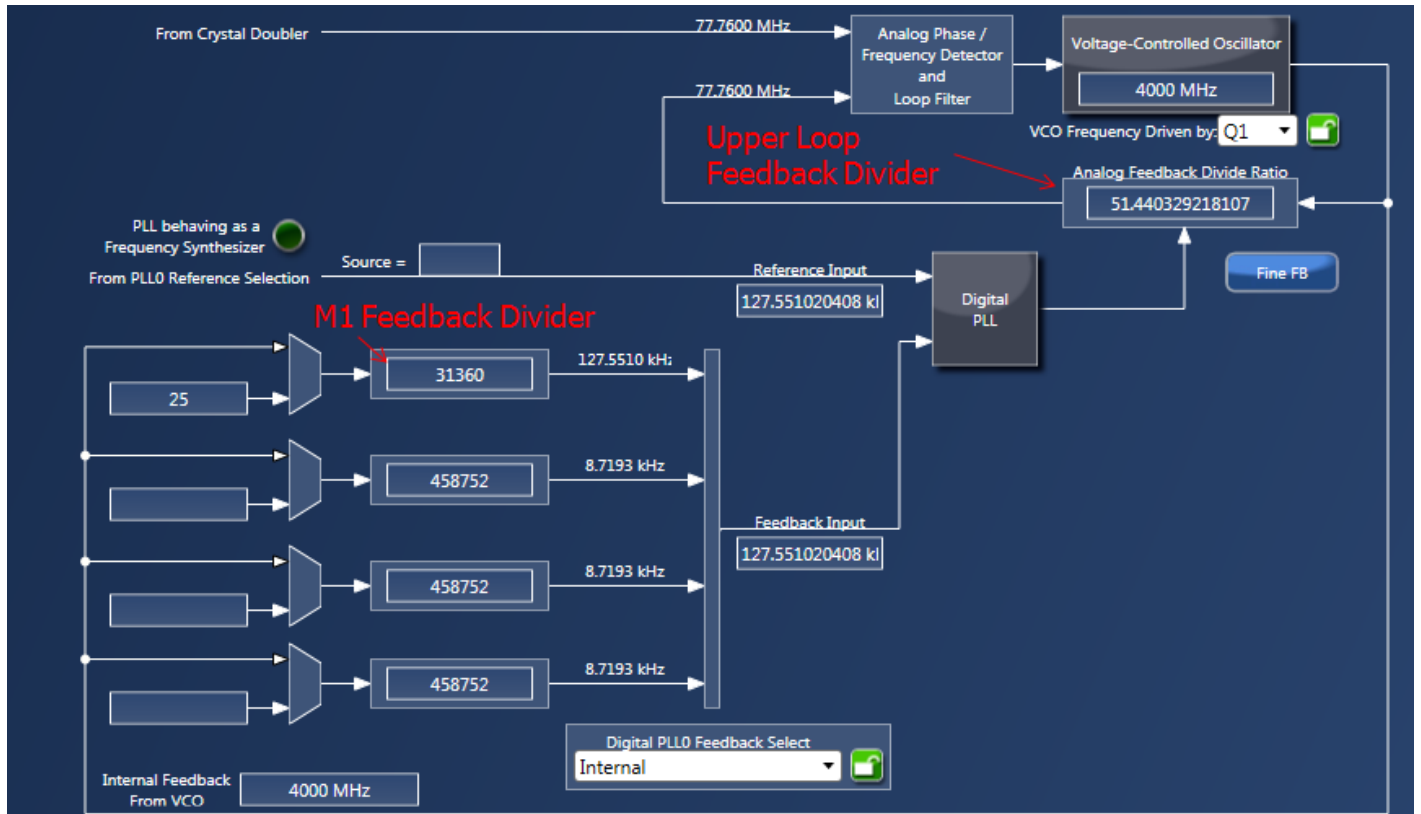 From Crystal Doubler
77.7600 MHz
Analog Phase /
Frequency Detector
and
Loop Filter
Voltage-Controlled Oscillator
4000 MHz
77.7600 MHz
VCO Frequency Driven by:
Q1
Upper Loop
Feedback Divider
Analog Feedback Divide Ratio
51.440329218107
PLL behaving as a
Frequency Synthesizer
From PLL0 Reference Selection
Source =
Reference Input
127.551020408 kl
Digital
PLL
Fine FB
M1 Feedback Divider
31360
127.5510 kHz
25
458752
8.7193 kHz
Feedback Input
127.551020408 kl
458752
8.7193 kHz
458752
8.7193 kHz
Digital PLL0 Feedback Select
Internal
Internal Feedback
From VCO
4000 MHz